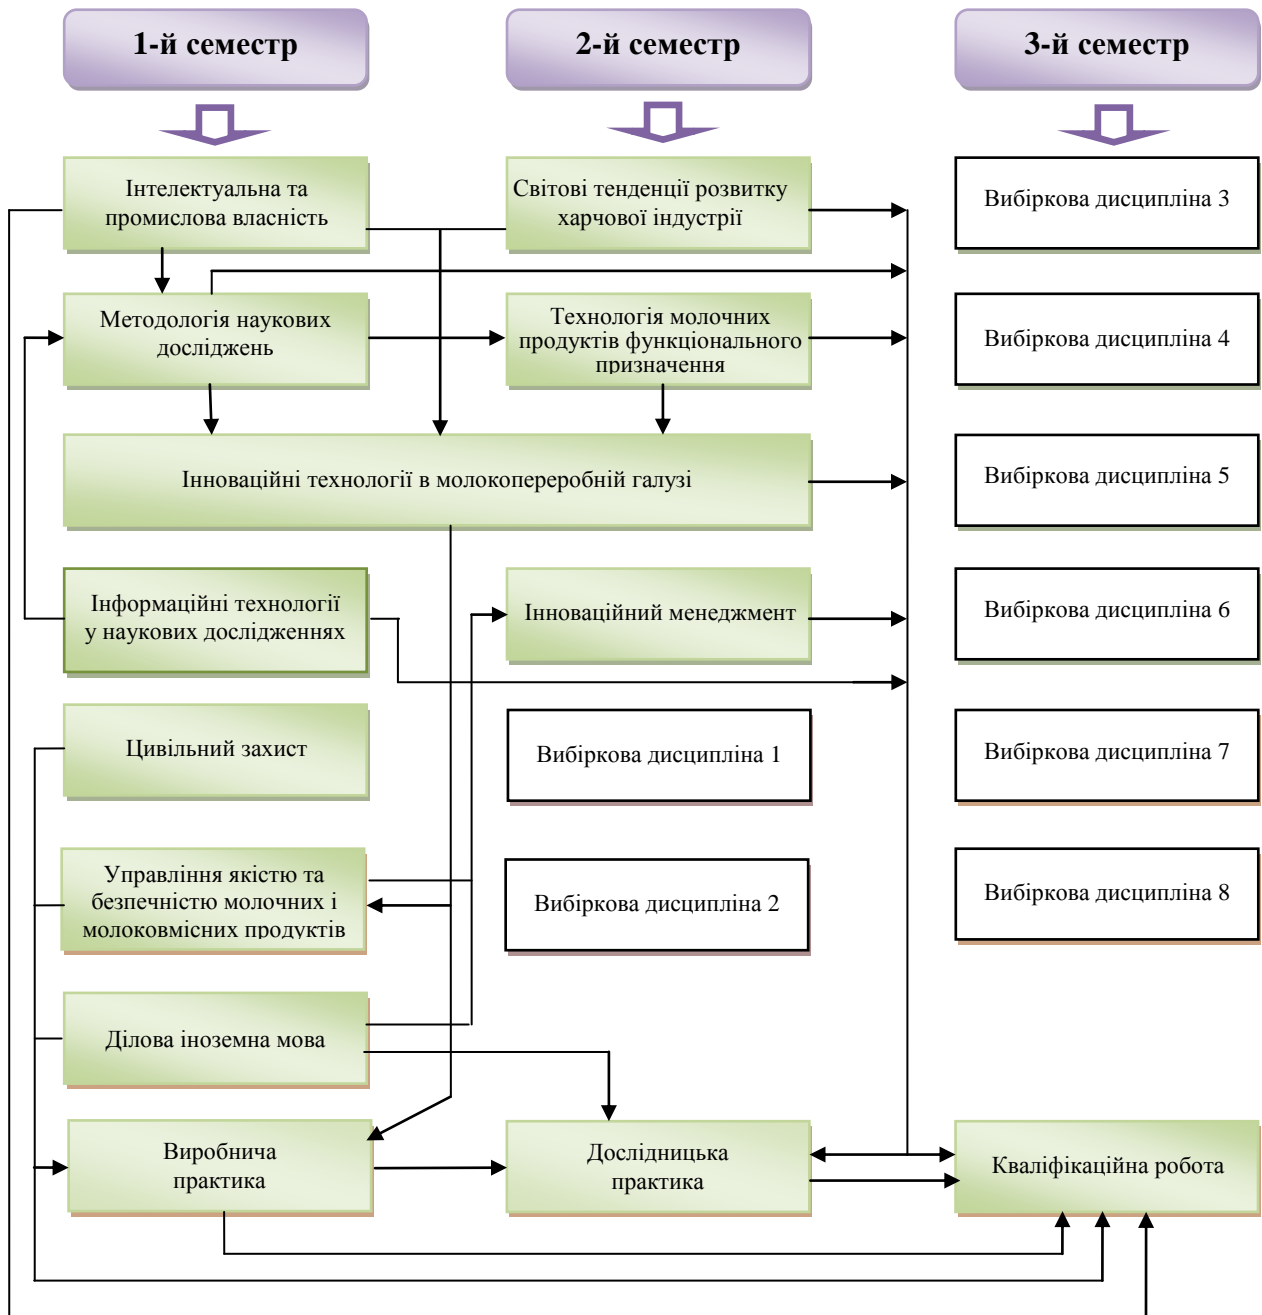 1-й семестр
2-й семестр
3-й семестр
Інтелектуальна та
промислова власність
Світові тенденції розвитку
харчової індустрії
Вибіркова дисципліна 3
Методологія наукових
досліджень
Технологія молочних
продуктів функціонального
призначення
Вибіркова дисципліна 4
Інноваційні технології в молокопереробній галузі
Вибіркова дисципліна 5
Інформаційні технології
у наукових дослідженнях
Інноваційний менеджмент
Вибіркова дисципліна 6
Цивільний захист
Вибіркова дисципліна 1
Вибіркова дисципліна 7
Управління якістю та
безпечністю молочних і
молоковмісних продуктів
Вибіркова дисципліна 2
Вибіркова дисципліна 8
Ділова іноземна мова
Виробнича
практика
Дослідницька
практика
Кваліфікаційна робота